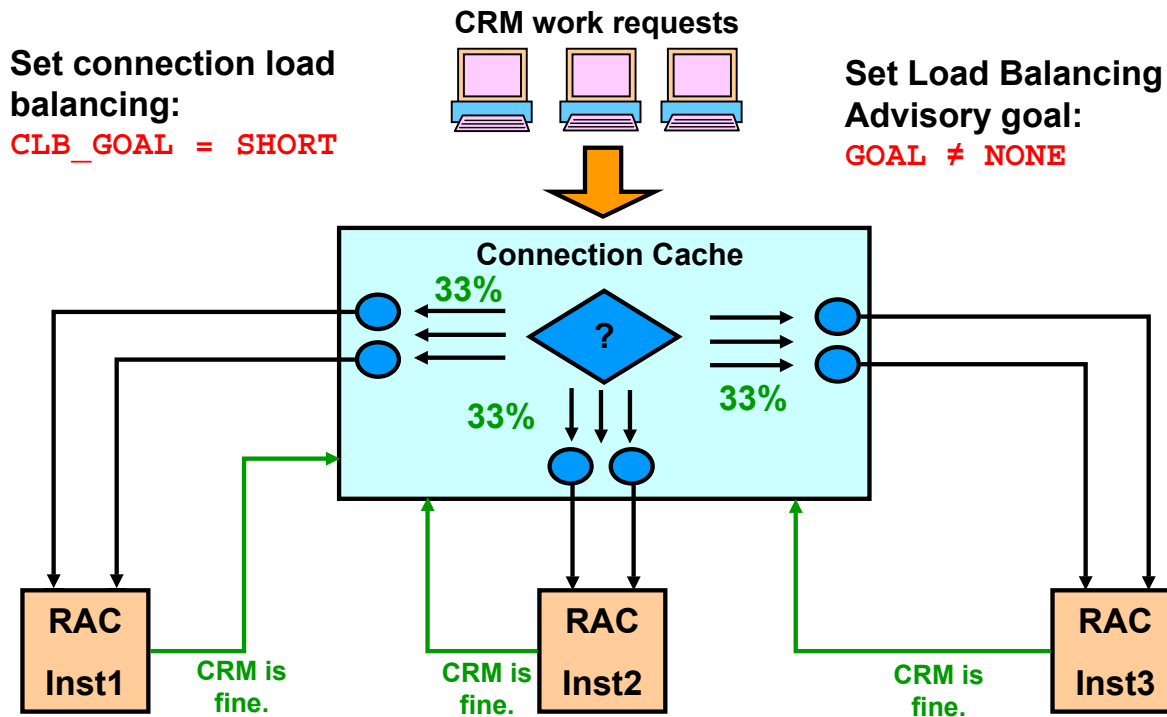 CRM work requests
Set connection load
balancing:
CLB_GOAL = SHORT
Set Load Balancing
Advisory goal:
GOAL ≠ NONE
Connection Cache
33%
?
33%
33%
RAC
Inst1
CRM is
fine.
CRM is
fine.
RAC
Inst2
CRM is
fine.
RAC
Inst3